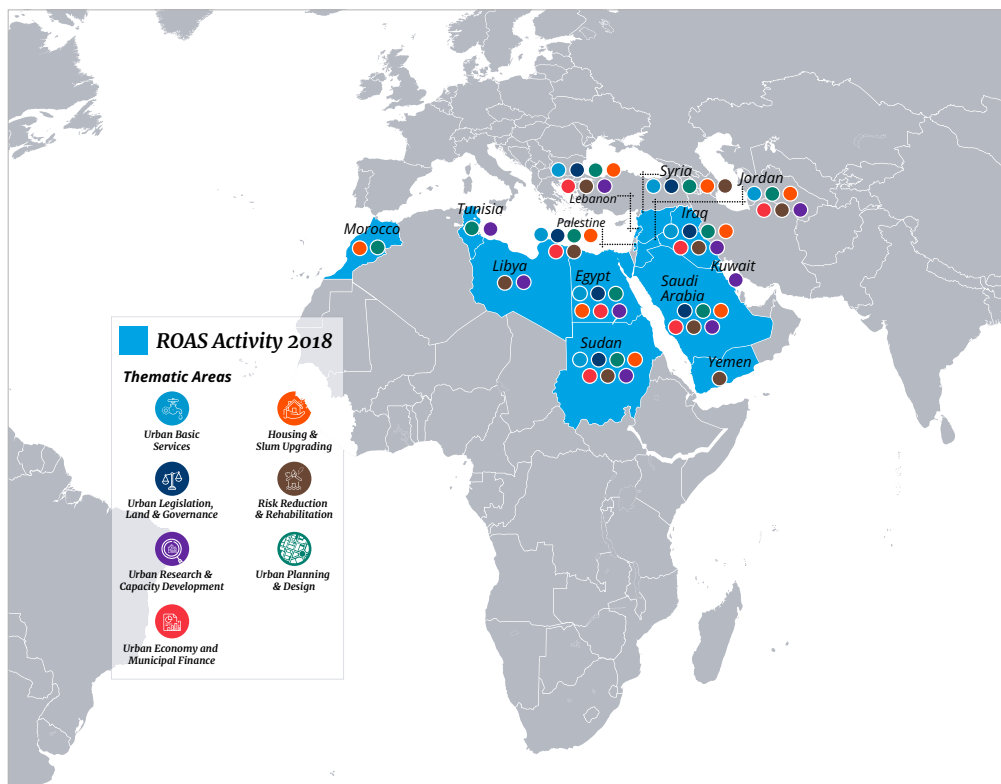 Syria
Jordan
Lebanon
Tunisia
Palestine
Iraq
Morocco
Kuwait
Libya
Egypt
Saudi
Arabia
Sudan
Yemen
ROAS Activity 2018
Thematic Areas
Urban Basic
Services
Housing &
Slum Upgrading
Urban Legislation,
Land & Governance
Risk Reduction
& Rehabilitation
Urban Research &
Capacity Development
Urban Planning
& Design
Urban Economy and
Municipal Finance